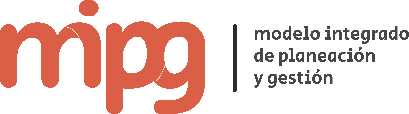 mipg
modelo integrado
de planeación
y gestión